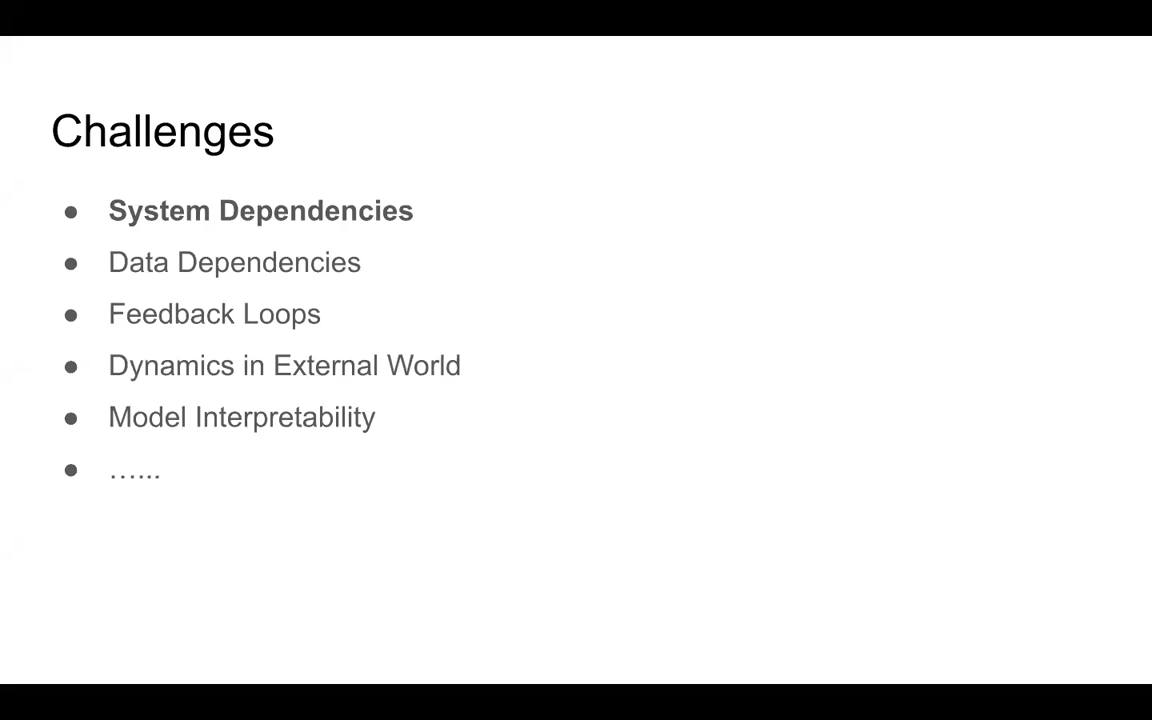 Challenges
● System Dependencies
● Data Dependencies
● Feedback Loops
● Dynamics in External World
● Model Interpretability
● …...